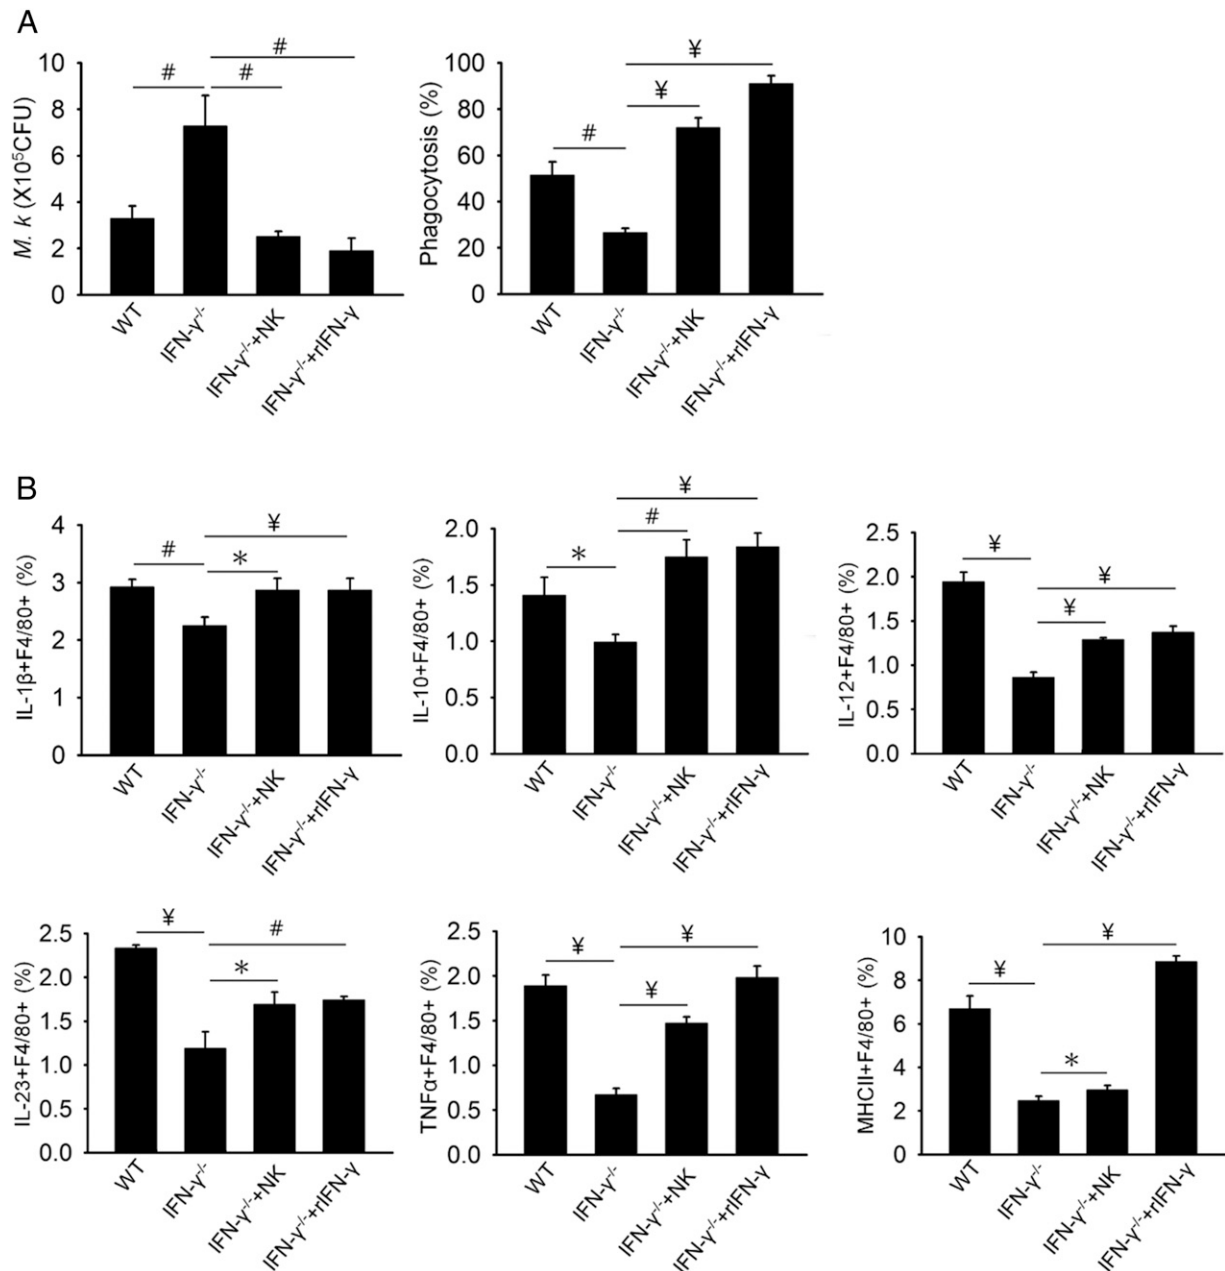 A
M. k (X10⁵CFU)
10
8
6
4
2
0
#
#
#
WT
IFN-γ⁻/⁻
IFN-γ⁻/⁻+NK
IFN-γ⁻/⁻+rIFN-γ
Phagocytosis (%)
100
80
60
40
20
0
#
¥
¥
WT
IFN-γ⁻/⁻
IFN-γ⁻/⁻+NK
IFN-γ⁻/⁻+rIFN-γ
B
IL-1β+F4/80+ (%)
4
3
2
1
0
#
*
¥
WT
IFN-γ⁻/⁻
IFN-γ⁻/⁻+NK
IFN-γ⁻/⁻+rIFN-γ
IL-10+F4/80+ (%)
2.0
1.5
1.0
0.5
0.0
*
#
¥
WT
IFN-γ⁻/⁻
IFN-γ⁻/⁻+NK
IFN-γ⁻/⁻+rIFN-γ
IL-12+F4/80+ (%)
2.5
2.0
1.5
1.0
0.5
0.0
¥
¥
¥
WT
IFN-γ⁻/⁻
IFN-γ⁻/⁻+NK
IFN-γ⁻/⁻+rIFN-γ
IL-23+F4/80+ (%)
2.5
2.0
1.5
1.0
0.5
0.0
¥
*
#
WT
IFN-γ⁻/⁻
IFN-γ⁻/⁻+NK
IFN-γ⁻/⁻+rIFN-γ
TNFα+F4/80+ (%)
2.5
2.0
1.5
1.0
0.5
0.0
¥
¥
¥
WT
IFN-γ⁻/⁻
IFN-γ⁻/⁻+NK
IFN-γ⁻/⁻+rIFN-γ
MHCII+F4/80+ (%)
10
8
6
4
2
0
¥
*
¥
WT
IFN-γ⁻/⁻
IFN-γ⁻/⁻+NK
IFN-γ⁻/⁻+rIFN-γ